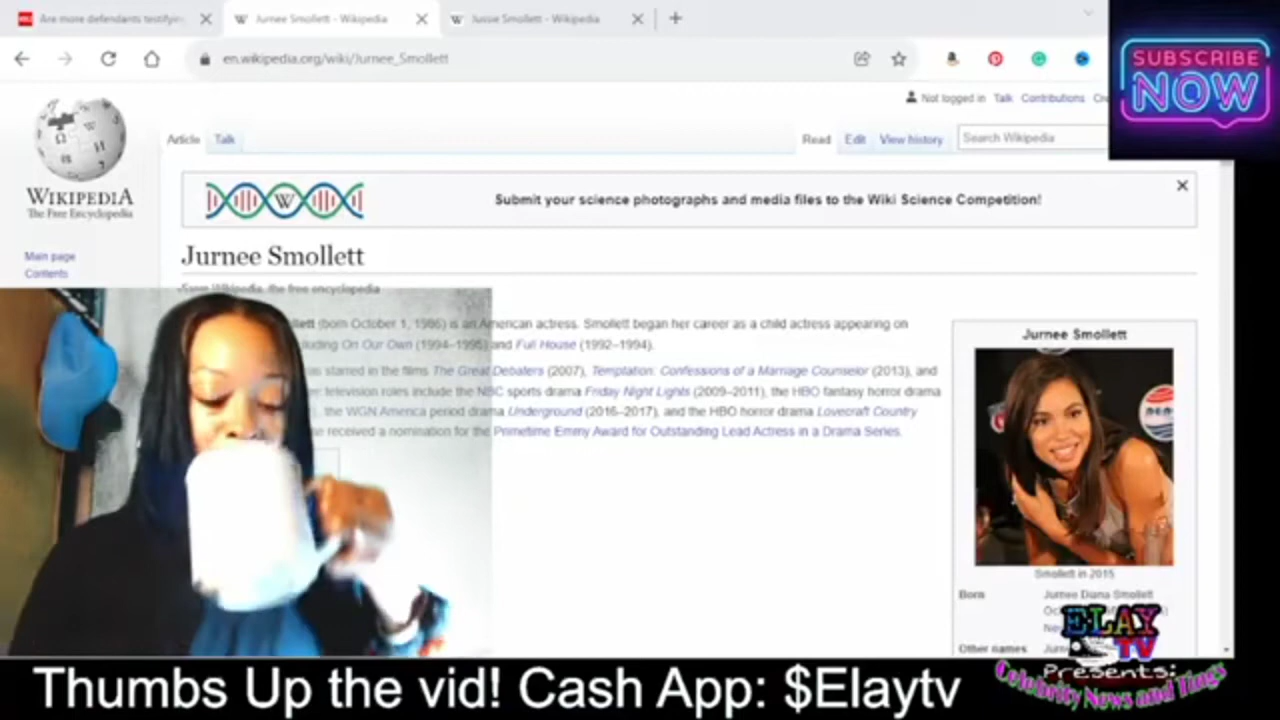 Are more defendants testifyin
Jurnee Smollett - Wikipedia
Jussie Smollett - Wikipedia
en.wikipedia.org/wiki/Jurnee_Smollett
SUBSCRIBE
NOW
Not logged in Talk Contributions Cre
Article Talk
Read Edit View history
Search Wikipedia
WIKIPEDIA
The Free Encyclopedia
Submit your science photographs and media files to the Wiki Science Competition!
Main page
Contents
Jurnee Smollett
From Wikipedia, the free encyclopedia
llett (born October 1, 1986) is an American actress. Smollett began her career as a child actress appearing on
luding On Our Own (1994–1995) and Full House (1992–1994).
as starred in the films The Great Debaters (2007), Temptation: Confessions of a Marriage Counselor (2013), and
r television roles include the NBC sports drama Friday Night Lights (2009–2011), the HBO fantasy horror drama
, the WGN America period drama Underground (2016–2017), and the HBO horror drama Lovecraft Country
e received a nomination for the Primetime Emmy Award for Outstanding Lead Actress in a Drama Series.
Jurnee Smollett
Smollett in 2015
Born
Jurnee Diana Smollett
Other names
ELAY
TV
Presents:
Celebrity News and Tings
Thumbs Up the vid! Cash App: $Elaytv